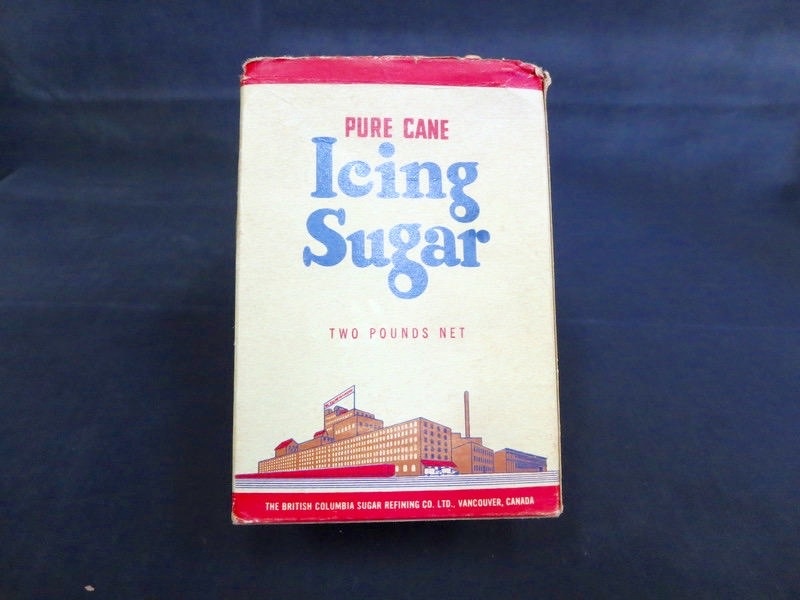 PURE CANE
Icing
Sugar
TWO POUNDS NET
THE BRITISH COLUMBIA SUGAR REFINING CO. LTD., VANCOUVER, CANADA